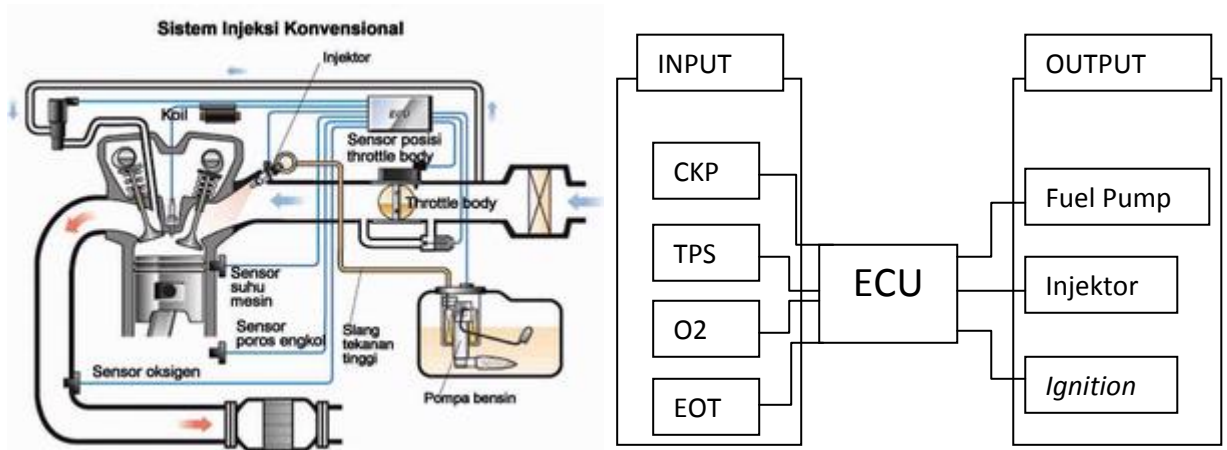 Sistem Injeksi Konvensional
Injektor
Koil
ECU
Sensor posisi
throttle body
Throttle body
Sensor
suhu
mesin
Sensor
poros engkol
Slang
tekanan
tinggi
Sensor oksigen
Pompa bensin
INPUT
CKP
TPS
O2
EOT
ECU
OUTPUT
Fuel Pump
Injektor
Ignition